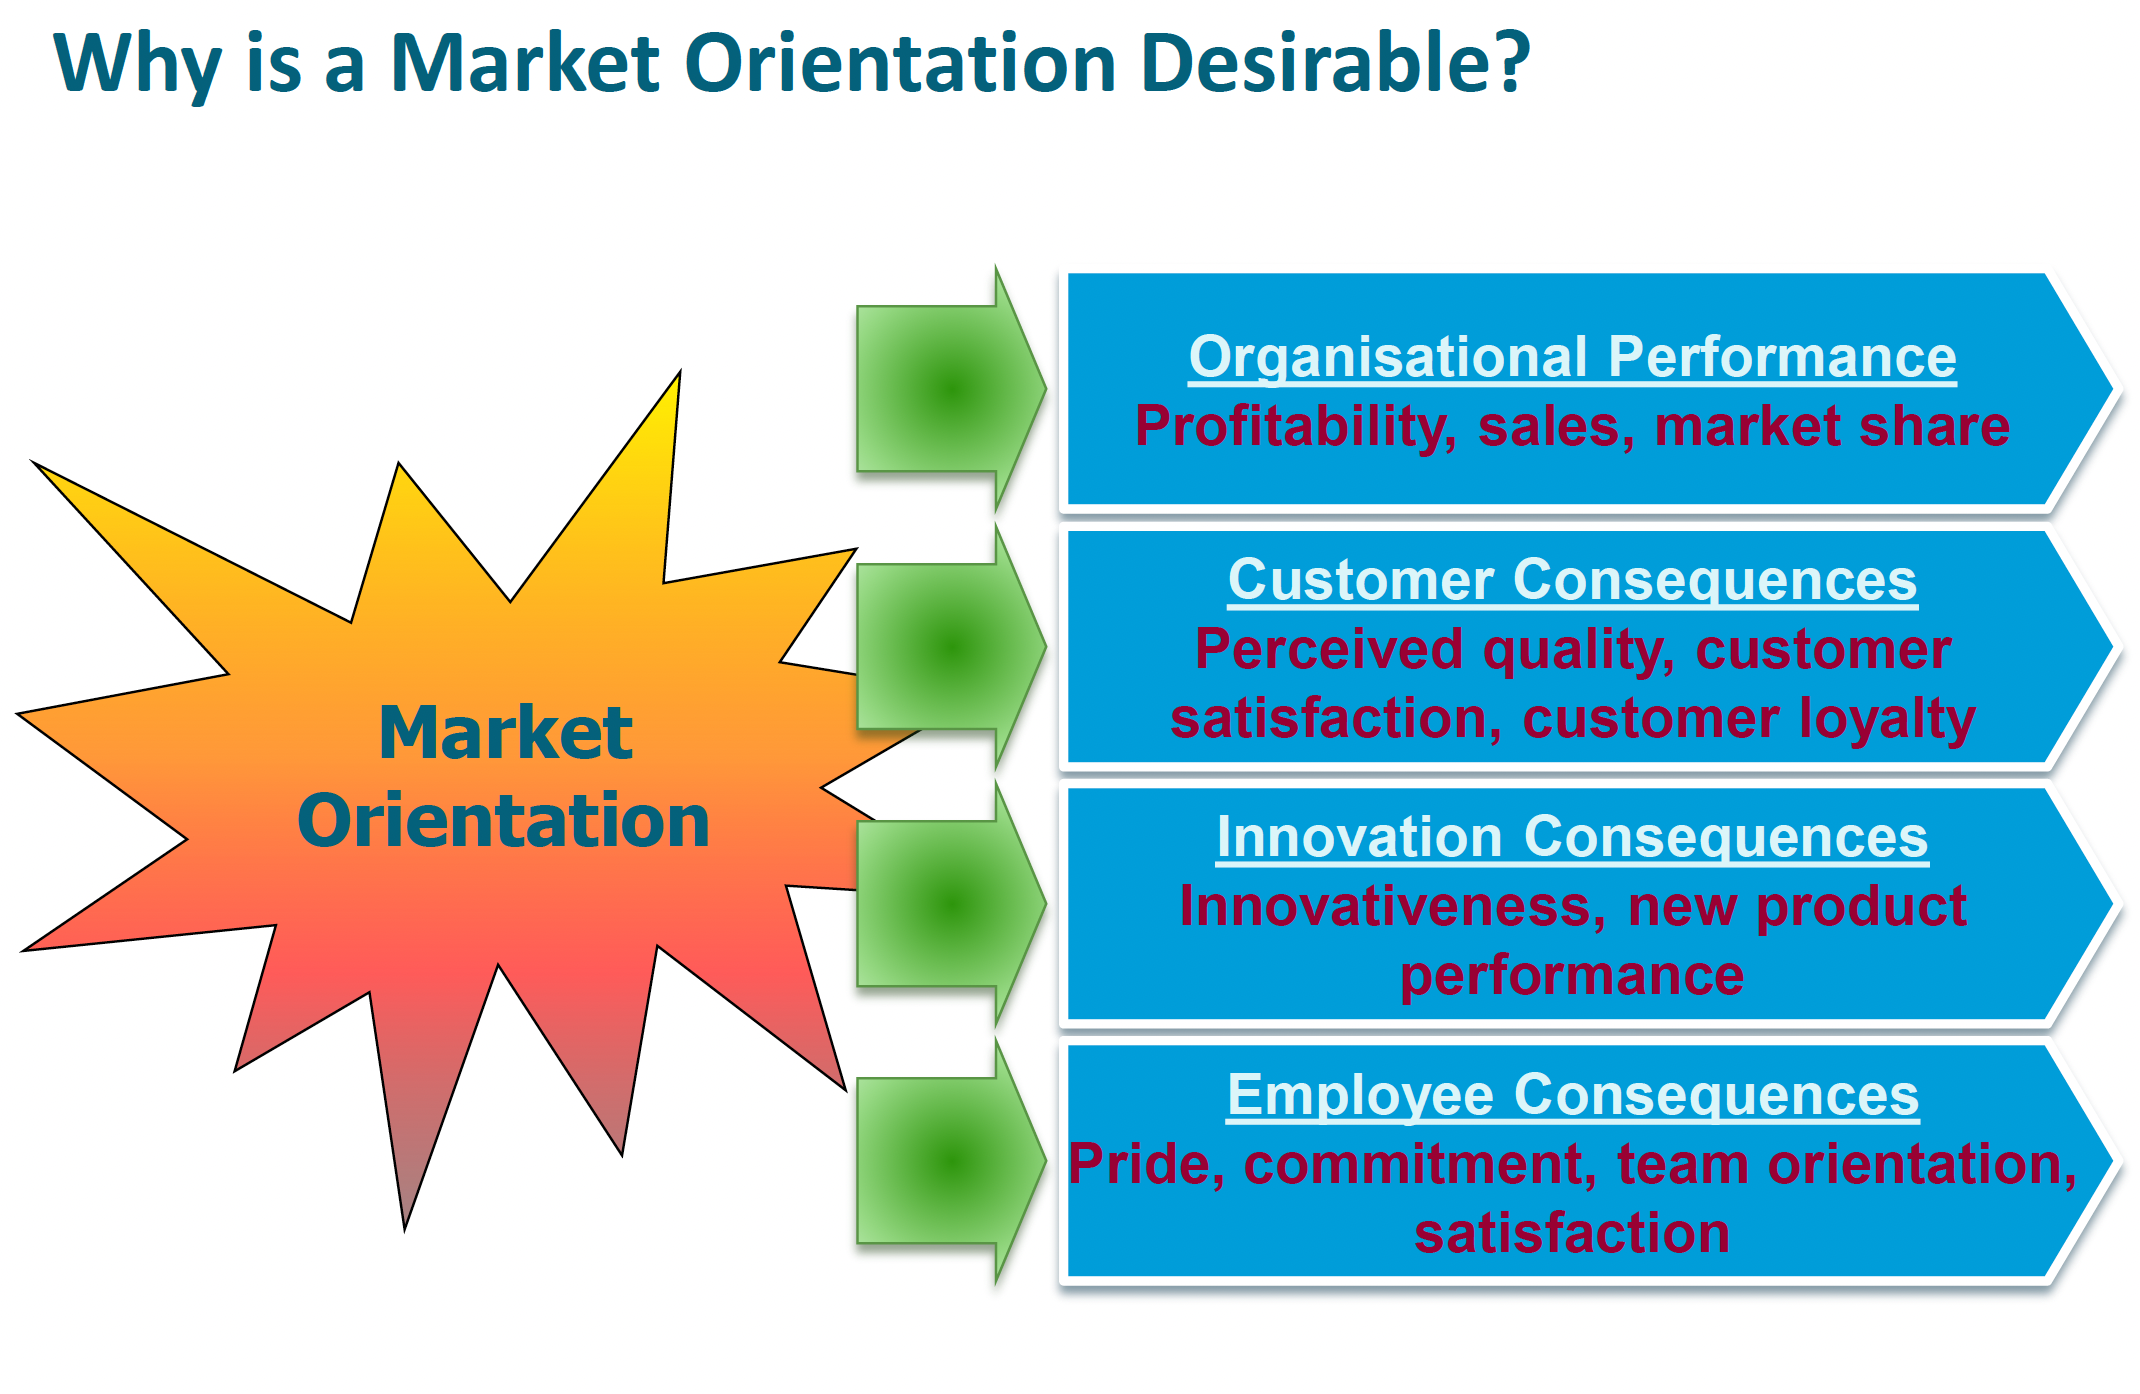 Why is a Market Orientation Desirable?
Market
Orientation
Organisational Performance
Profitability, sales, market share
Customer Consequences
Perceived quality, customer
satisfaction, customer loyalty
Innovation Consequences
Innovativeness, new product
performance
Employee Consequences
Pride, commitment, team orientation,
satisfaction